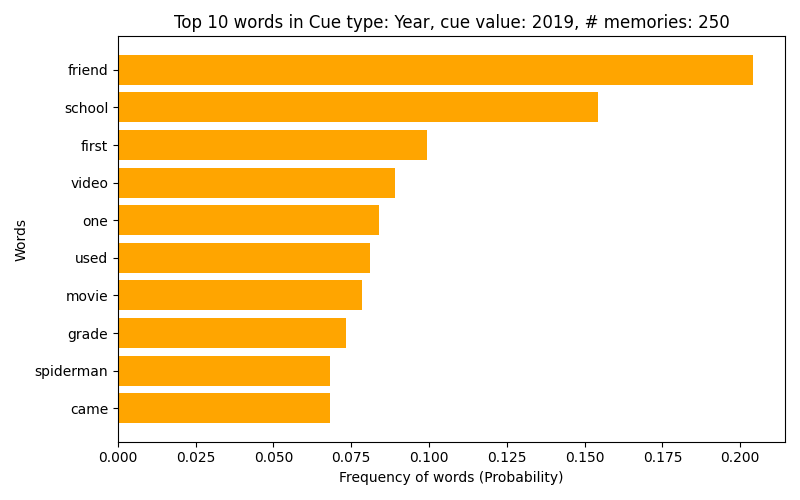 Top 10 words in Cue type: Year, cue value: 2019, # memories: 250
friend
school
first
video
one
used
movie
grade
spiderman
came
Words
0.000 0.025 0.050 0.075 0.100 0.125 0.150 0.175 0.200
Frequency of words (Probability)